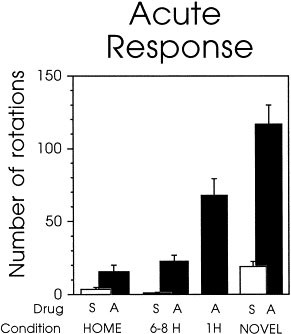 Acute
Response
Number of rotations
150
100
50
0
Drug S A S A A S A
Condition HOME 6-8 H 1H NOVEL